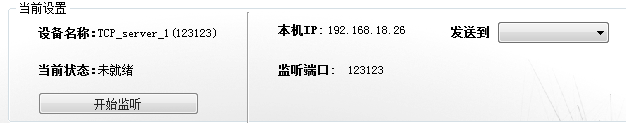 当前设置
设备名称:TCP_server_1(123123)
本机IP: 192.168.18.26
发送到
当前状态:未就绪
监听端口: 123123
开始监听